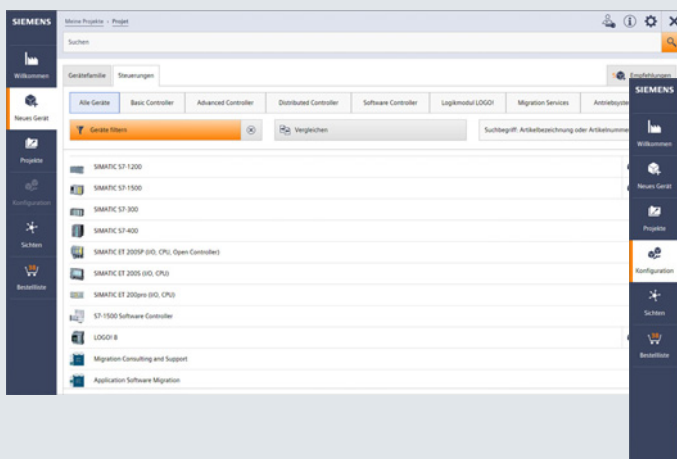 SIEMENS
Meine Projekte › Projet
Suchen
Willkommen
Neues Gerät
Projekte
Konfiguration
Sichten
Bestellliste
Gerätefamilie Steuerungen
Empfehlungen
Alle Geräte Basic Controller Advanced Controller Distributed Controller Software Controller Logikmodul LOGO! Migration Services Antriebsyste
Geräte filtern Vergleichen Suchbegriff: Artikelbezeichnung oder Artikelnumme
SIMATIC S7-1200
SIMATIC S7-1500
SIMATIC S7-300
SIMATIC S7-400
SIMATIC ET 200SP (I/O, CPU, Open Controller)
SIMATIC ET 200S (I/O, CPU)
SIMATIC ET 200pro (I/O, CPU)
S7-1500 Software Controller
LOGO! 8
Migration Consulting and Support
Application Software Migration
SIEMENS
Willkommen
Neues Gerät
Projekte
Konfiguration
Sichten
Bestellliste